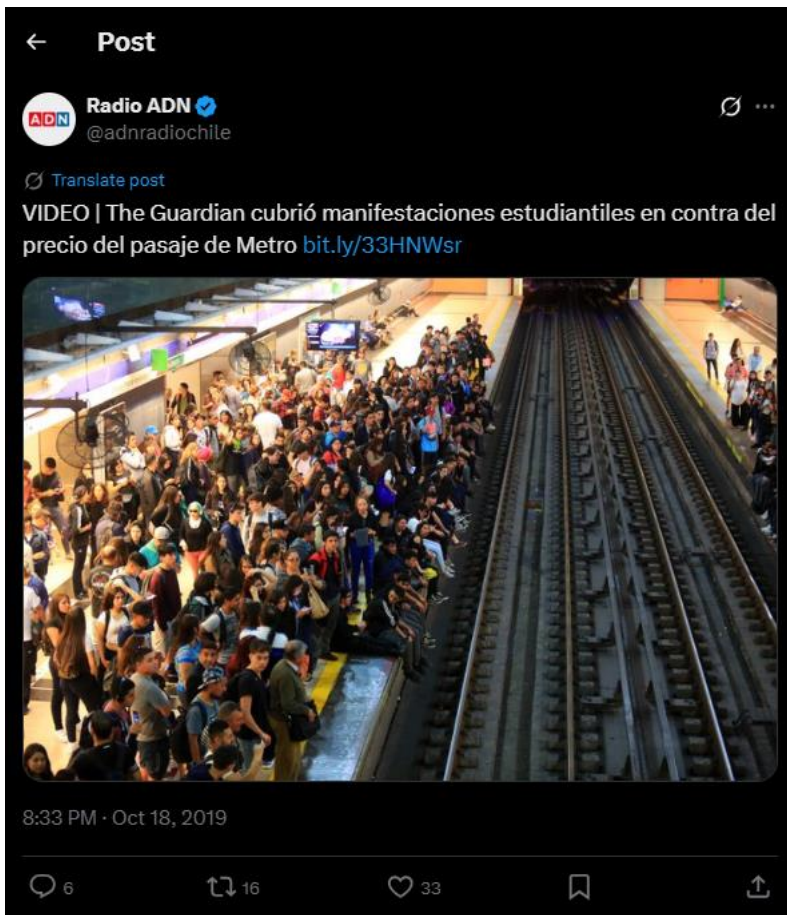 Post
ADN
Radio ADN
@adnradiochile
Translate post
VIDEO | The Guardian cubrió manifestaciones estudiantiles en contra del
precio del pasaje de Metro bit.ly/33HNWsr
8:33 PM · Oct 18, 2019
6 16 33